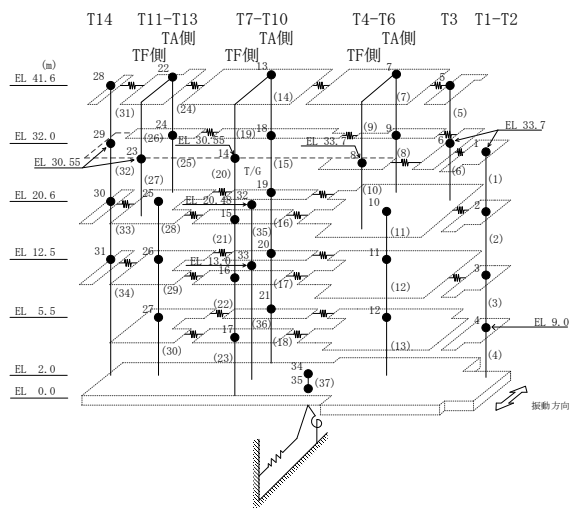 T14 T11-T13 T7-T10 T4-T6 T3 T1-T2
TA側 TA側 TA側
TF側 TF側 TF側
(m)
22 13 7
EL 41.6 28 5
(31) (24) (14) (7) (5)
EL 32.0 29 24 (26) (19) 18 (9) 9 6 EL 33.7
EL 30.55 23 EL 30.55 14 EL 33.7 8 (8) 1
(32) (25) (20) T/G (15) (6) (1)
(27) 19 (10)
EL 20.6 30 25 EL 20.48 32 10 2
(33) (28) 15 (35) (16) (11) (2)
(21) 20
EL 12.5 31 26 EL 13.0 33 11 3
(34) (29) 16 (17) (12) (3)
(22) 21
EL 5.5 27 (36) 12 4 EL 9.0
(30) 17 (18) (13) (4)
(23)
EL 2.0 34
35 (37)
EL 0.0
振動方向